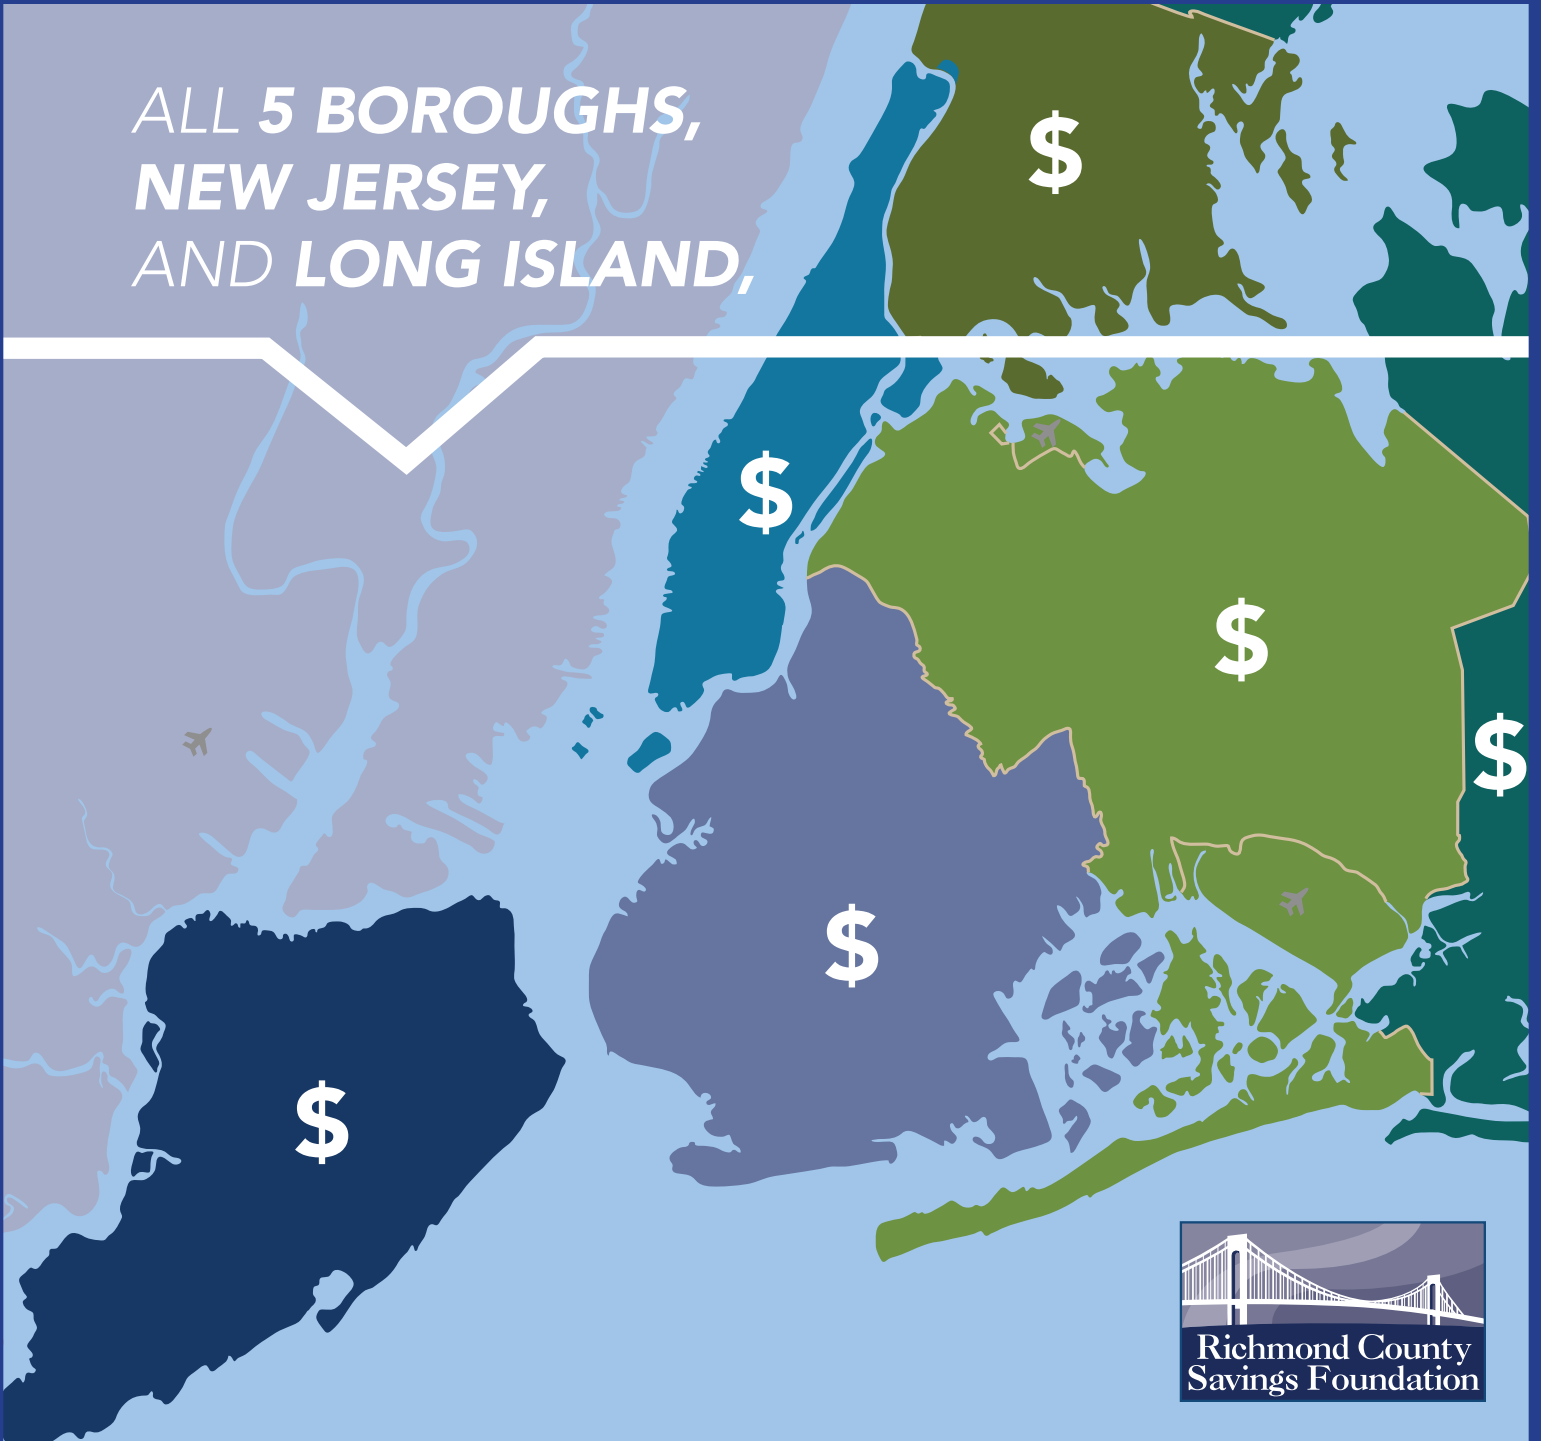 ALL 5 BOROUGHS,
NEW JERSEY,
AND LONG ISLAND,
$
$
$
$
$
$
Richmond County
Savings Foundation